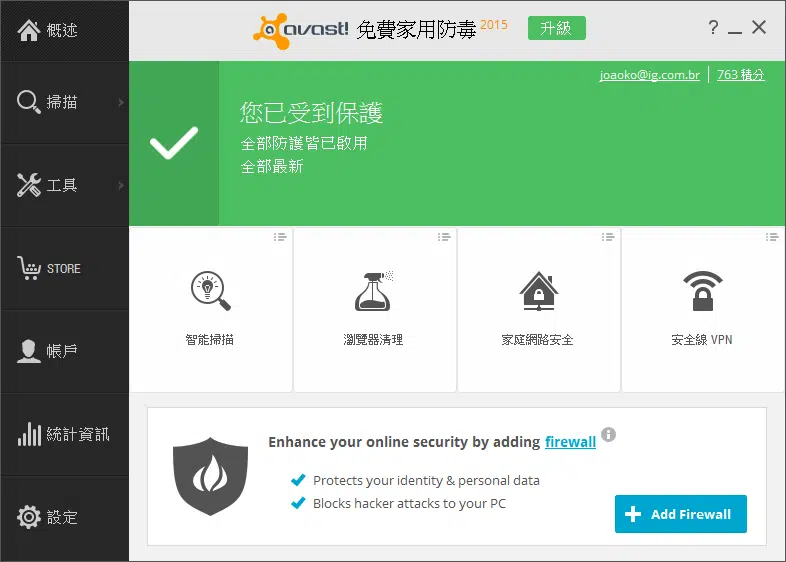 概述
掃描
工具
STORE
帳戶
統計資訊
設定
avast! 免費家用防毒 2015
升級
?
joaoko@ig.com.br
763 積分
您已受到保護
全部防護皆已啟用
全部最新
智能掃描
瀏覽器清理
家庭網路安全
安全線 VPN
Enhance your online security by adding firewall
Protects your identity & personal data
Blocks hacker attacks to your PC
Add Firewall